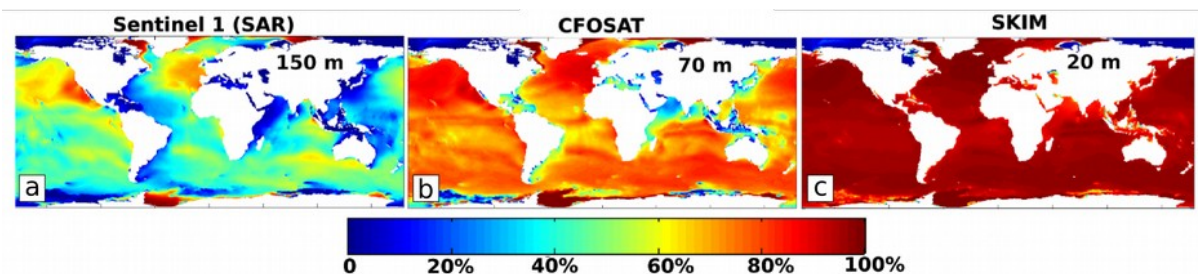 Sentinel 1 (SAR) CFOSAT SKIM
150 m 70 m 20 m
a b c
0 20% 40% 60% 80% 100%